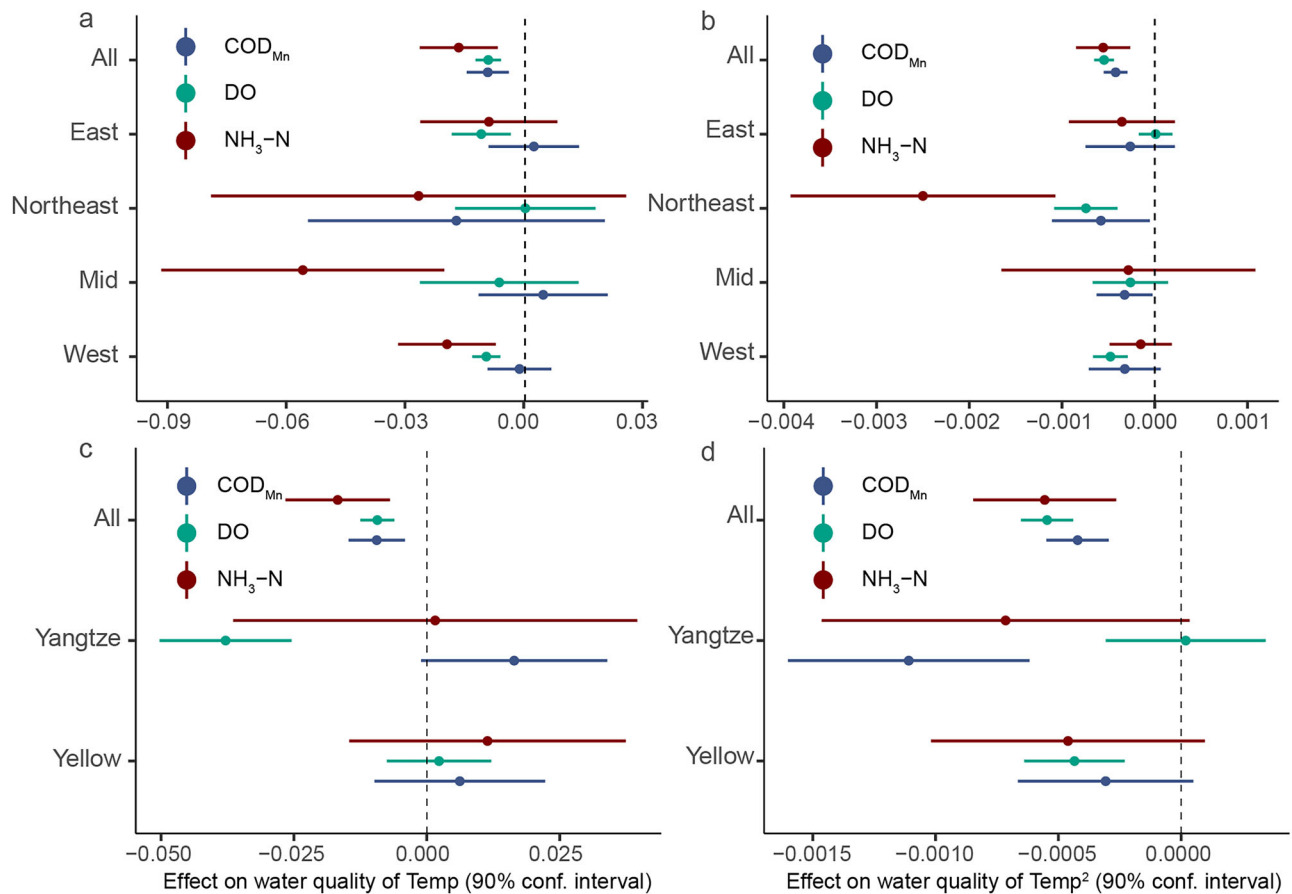 a
COD_Mn
DO
NH₃−N
All
East
Northeast
Mid
West
−0.09 −0.06 −0.03 0.00 0.03
b
COD_Mn
DO
NH₃−N
All
East
Northeast
Mid
West
−0.004 −0.003 −0.002 −0.001 0.000 0.001
c
COD_Mn
DO
NH₃−N
All
Yangtze
Yellow
−0.050 −0.025 0.000 0.025
Effect on water quality of Temp (90% conf. interval)
d
COD_Mn
DO
NH₃−N
All
Yangtze
Yellow
−0.0015 −0.0010 −0.0005 0.0000
Effect on water quality of Temp² (90% conf. interval)